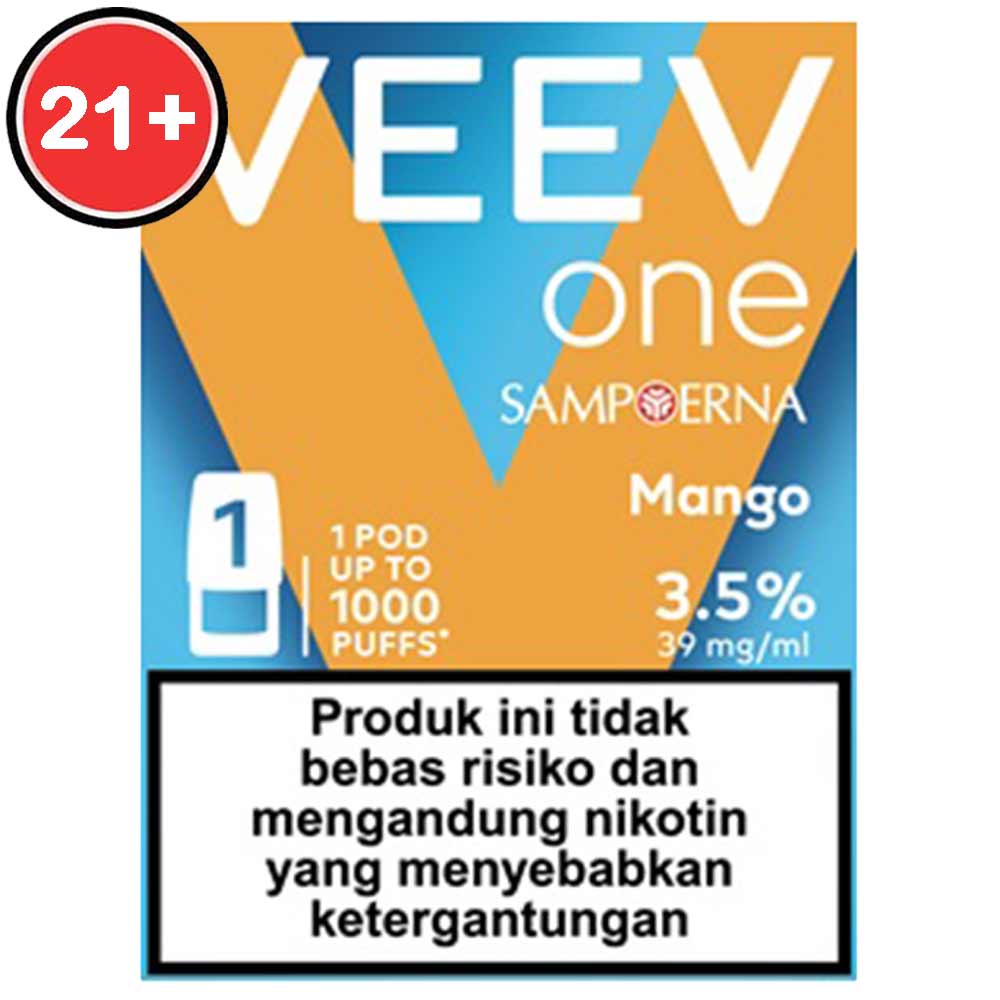 21+
VEEV
one
SAMPOERNA
Mango
1
1 POD
UP TO
1000
PUFFS*
3.5%
39 mg/ml
Produk ini tidak
bebas risiko dan
mengandung nikotin
yang menyebabkan
ketergantungan